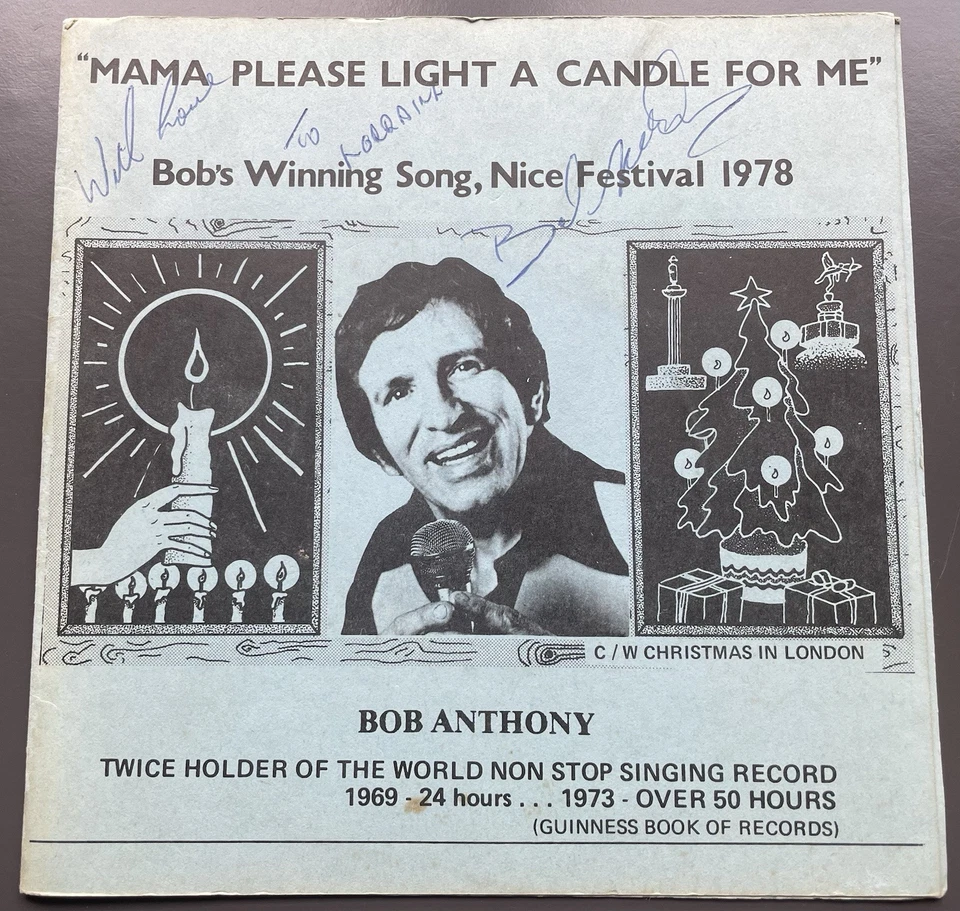 “MAMA PLEASE LIGHT A CANDLE FOR ME”
With love
TO
LORRAINE
Bob's Winning Song, Nice Festival 1978
C / W CHRISTMAS IN LONDON
BOB ANTHONY
TWICE HOLDER OF THE WORLD NON STOP SINGING RECORD
1969 - 24 hours . . . 1973 - OVER 50 HOURS
(GUINNESS BOOK OF RECORDS)